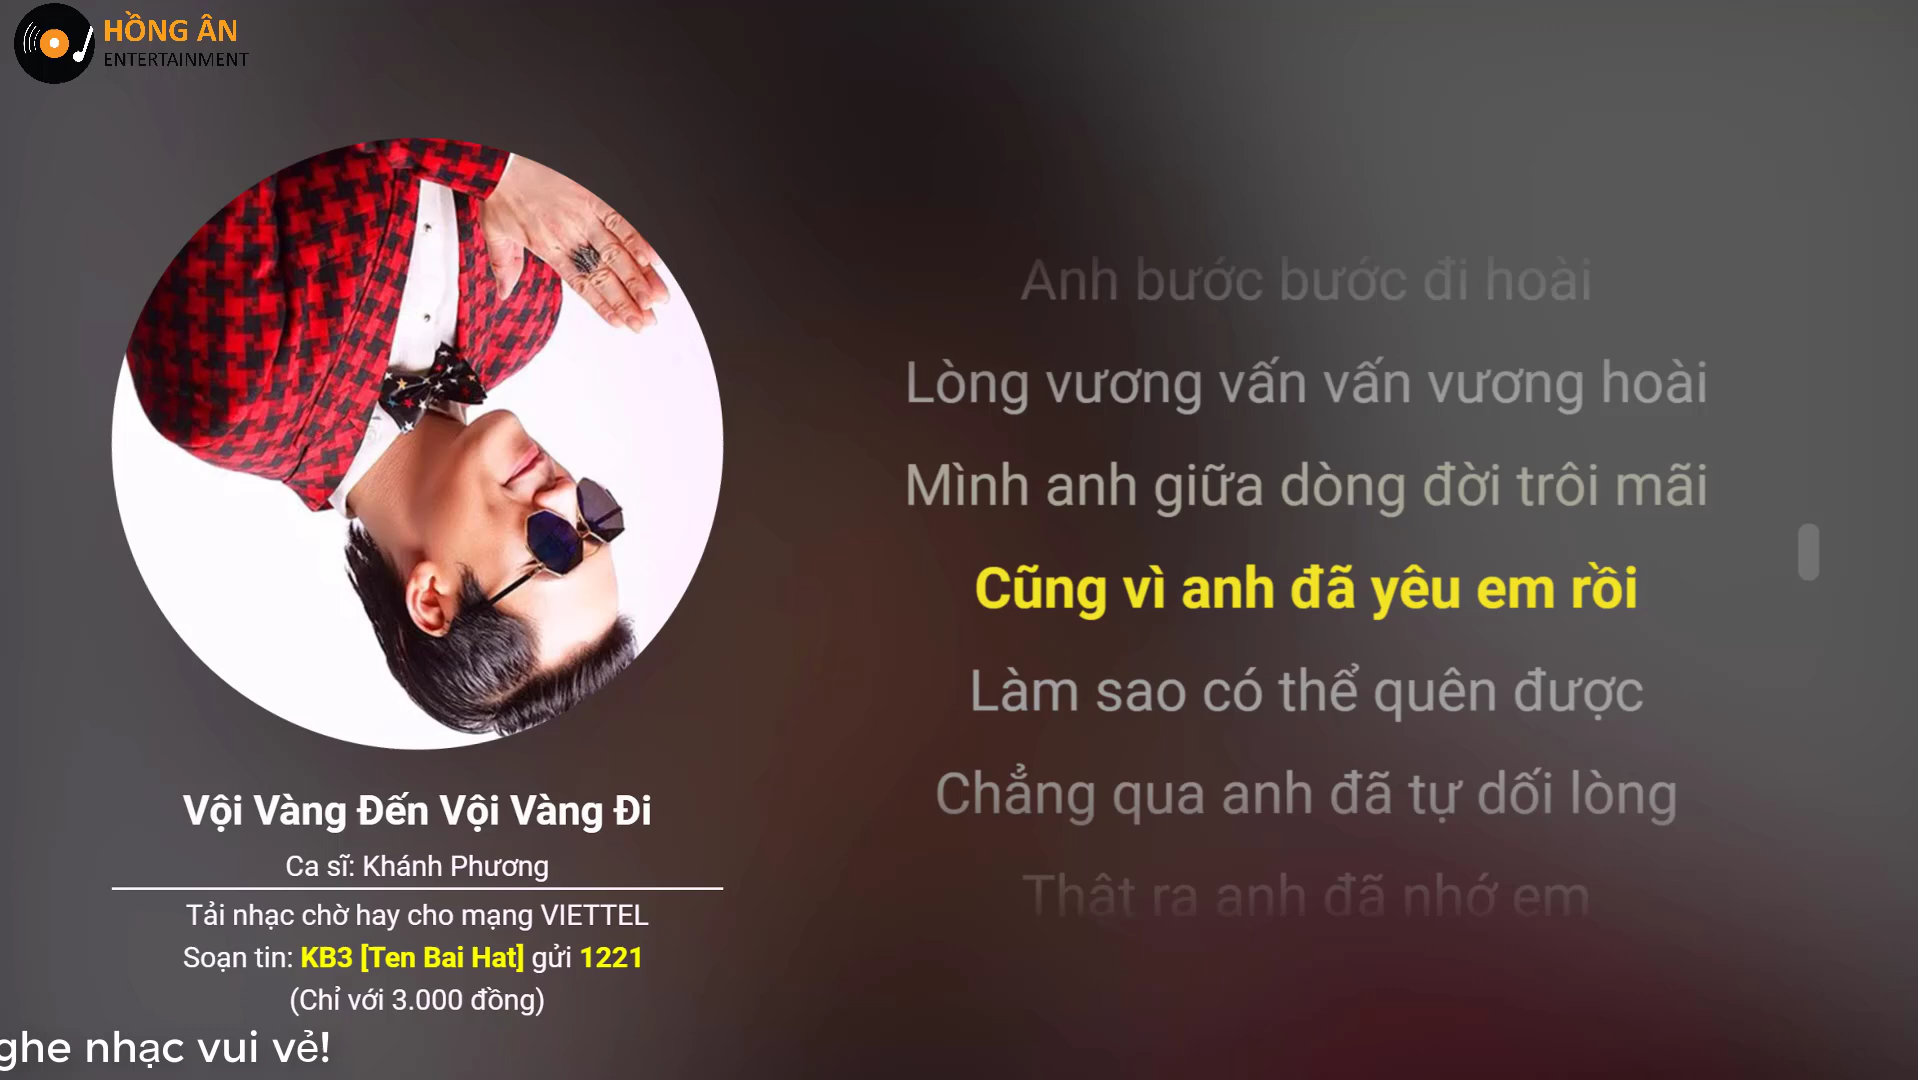 HỒNG ÂN
ENTERTAINMENT
Anh bước bước đi hoài
Lòng vương vấn vấn vương hoài
Mình anh giữa dòng đời trôi mãi
Cũng vì anh đã yêu em rồi
Làm sao có thể quên được
Chẳng qua anh đã tự dối lòng
Thật ra anh đã nhớ em
Vội Vàng Đến Vội Vàng Đi
Ca sĩ: Khánh Phương
Tải nhạc chờ hay cho mạng VIETTEL
Soạn tin: KB3 [Ten Bai Hat] gửi 1221
(Chỉ với 3.000 đồng)
ghe nhạc vui vẻ!